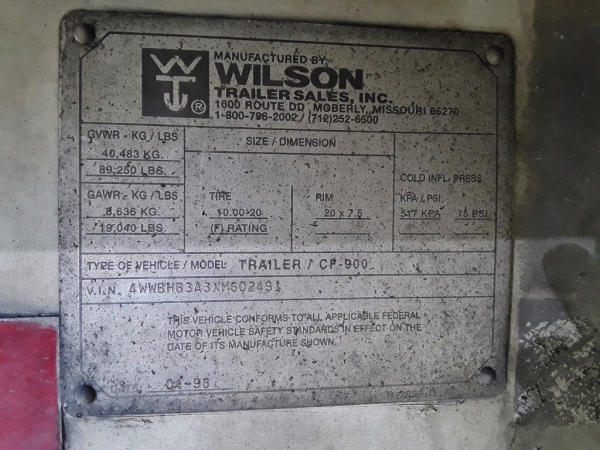 MANUFACTURED BY:
WILSON
TRAILER SALES, INC.
1600 ROUTE DD MOBERLY, MISSOURI 65270
1-800-798-2002 / (712)252-6500
WT ®
GVWR - KG / LBS
40,483 KG.
89,250 LBS.
GAWR - KG / LBS
8,636 KG.
19,040 LBS.
SIZE / DIMENSION
TIRE
10.00-20
(F) RATING
RIM
20 x 7.5
COLD INFL. PRESS.
KPA / PSI.
517 KPA 75 PSI
TYPE OF VEHICLE / MODEL TRAILER / CF-900
V.I.N. 4WWBHB3A3XM602491
THIS VEHICLE CONFORMS TO ALL APPLICABLE FEDERAL
MOTOR VEHICLE SAFETY STANDARDS IN EFFECT ON THE
DATE OF ITS MANUFACTURE SHOWN.
04-98